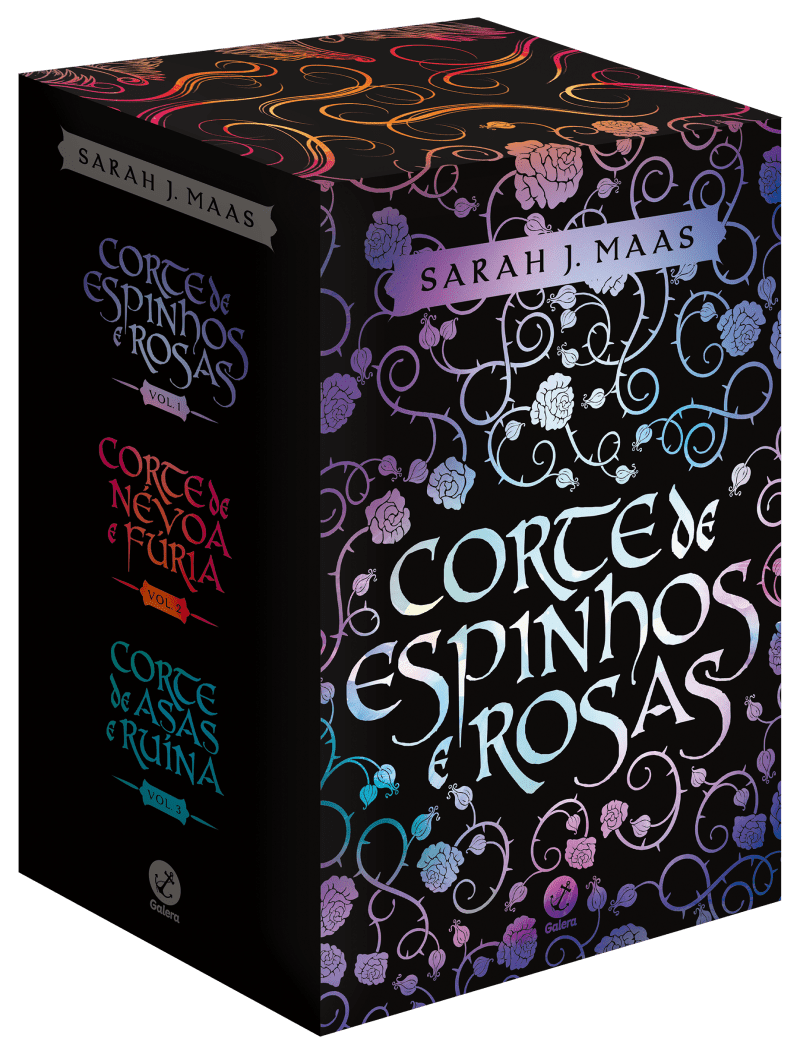 SARAH J. MAAS
CORTE DE
ESPINHOS
E ROSAS
VOL. 1
CORTE DE
NÉVOA
E FÚRIA
VOL. 2
CORTE
DE ASAS
E RUÍNA
VOL. 3
Galera
SARAH J. MAAS
CORTE DE
ESPINHOS
E ROSAS
Galera